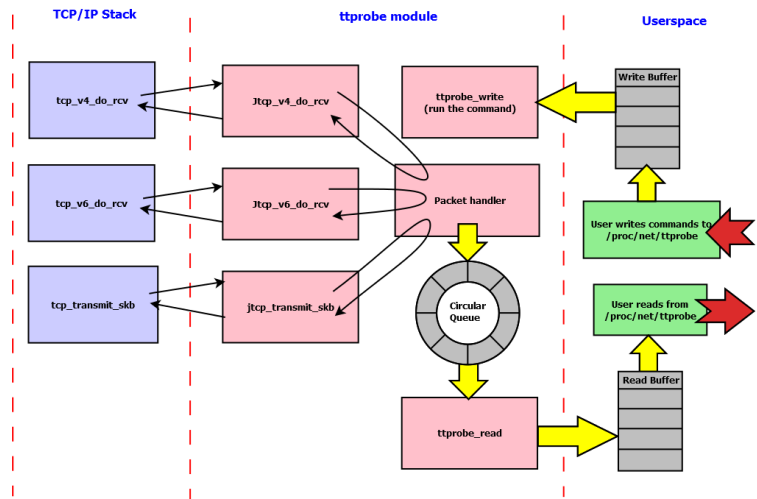 TCP/IP Stack
ttprobe module
Userspace
tcp_v4_do_rcv
Jtcp_v4_do_rcv
ttprobe_write
(run the command)
Write Buffer
tcp_v6_do_rcv
Jtcp_v6_do_rcv
Packet handler
User writes commands to
/proc/net/ttprobe
tcp_transmit_skb
jtcp_transmit_skb
Circular
Queue
User reads from
/proc/net/ttprobe
Read Buffer
ttprobe_read